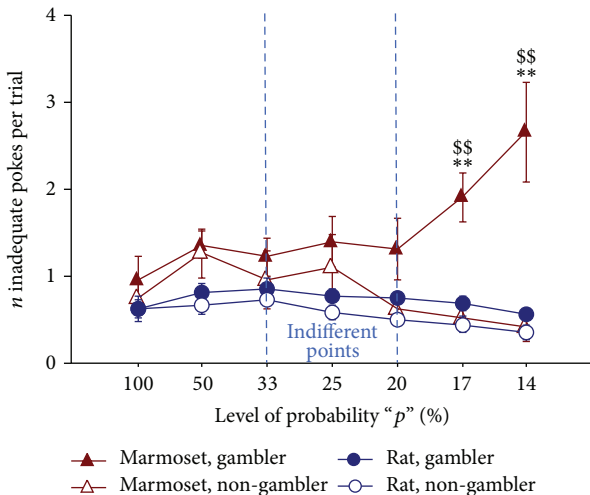 4
3
2
1
0
n inadequate pokes per trial
$$
**
$$
**
Indifferent
points
100 50 33 25 20 17 14
Level of probability “p” (%)
Marmoset, gambler Rat, gambler
Marmoset, non-gambler Rat, non-gambler